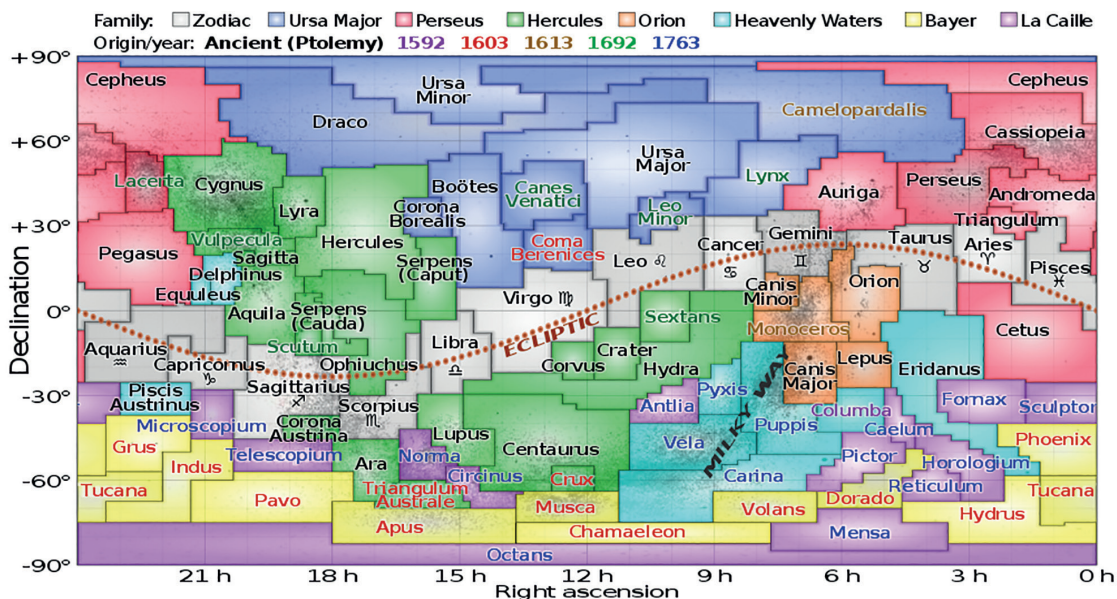 Family: Zodiac Ursa Major Perseus Hercules Orion Heavenly Waters Bayer La Caille
Origin/year: Ancient (Ptolemy) 1592 1603 1613 1692 1763
+90°
Cepheus
Ursa
Minor
Cepheus
Draco
Camelopardalis
Cassiopeia
+60°
Ursa
Major
Lacerta
Cygnus
Boötes
Canes
Venatici
Lynx
Auriga
Perseus
Andromeda
Lyra
Corona
Borealis
Leo
Minor
Triangulum
+30°
Vulpecula
Hercules
Coma
Berenices
Cancer
♋
Gemini
♊
Taurus
♉
Aries
♈
Pegasus
Sagitta
Delphinus
Serpens
(Caput)
Leo ♌
Pisces
♓
Equuleus
Virgo ♍
Canis
Minor
Orion
0°
Aquila
Serpens
(Cauda)
Sextans
Monoceros
Cetus
Scutum
ECLIPTIC
Aquarius
♒
Capricornus
♑
Ophiuchus
Libra
♎
Corvus
Crater
Hydra
Canis
Major
Lepus
Eridanus
Sagittarius
♐
Piscis
Austrinus
Scorpius
♏
Pyxis
MILKY WAY
Fornax
Sculptor
-30°
Microscopium
Corona
Austrina
Antlia
Puppis
Columba
Caelum
Grus
Telescopium
Lupus
Centaurus
Vela
Phoenix
Indus
Ara
Norma
Circinus
Crux
Carina
Pictor
Horologium
-60°
Tucana
Pavo
Triangulum
Australe
Musca
Volans
Dorado
Reticulum
Hydrus
Tucana
Apus
Chamaeleon
Mensa
Octans
-90°
21 h 18 h 15 h 12 h 9 h 6 h 3 h 0 h
Right ascension
Declination